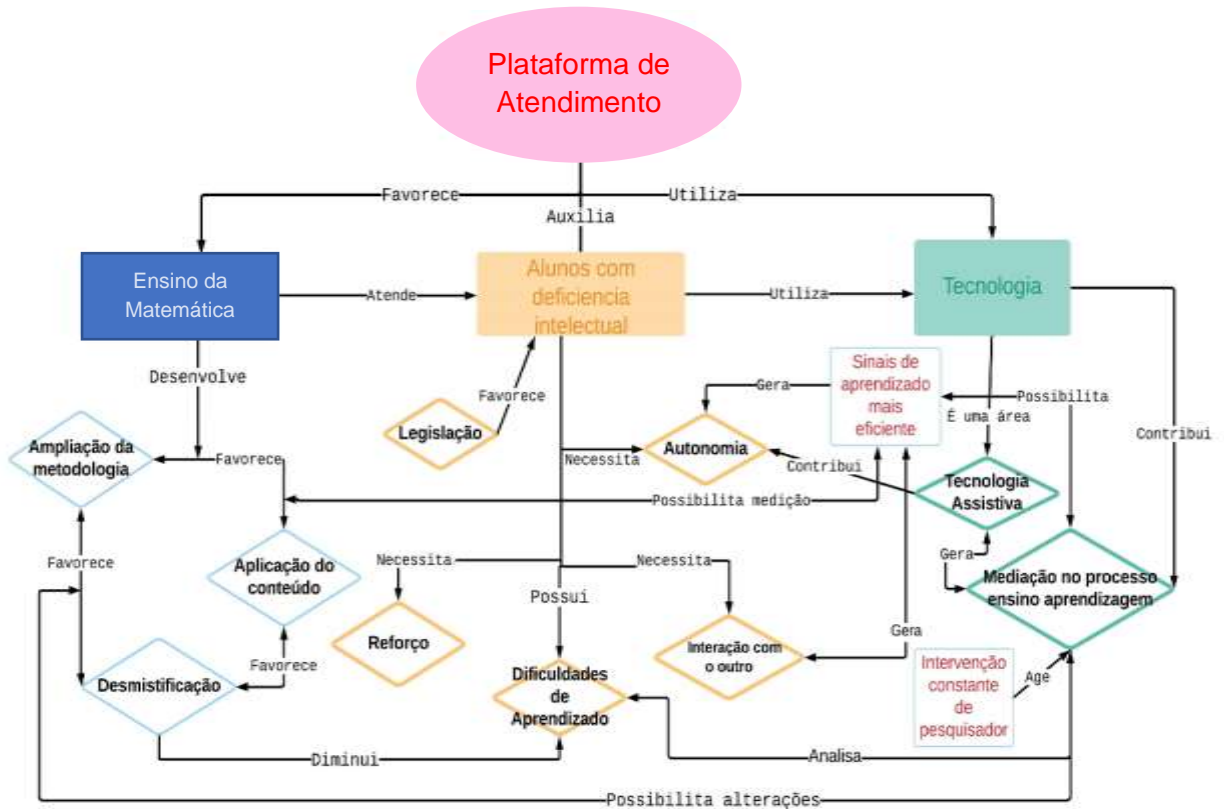 Plataforma de
Atendimento
Favorece
Utiliza
Auxilia
Ensino da
Matemática
Atende
Alunos com
deficiencia
intelectual
Utiliza
Tecnologia
Desenvolve
Favorece
Legislação
Gera
Sinais de
aprendizado
mais
eficiente
Possibilita
É uma área
Contribui
Ampliação da
metodologia
Favorece
Necessita
Autonomia
Contribui
Tecnologia
Assistiva
Possibilita medição
Favorece
Aplicação do
conteúdo
Necessita
Possui
Necessita
Gera
Mediação no processo
ensino aprendizagem
Reforço
Interação com
o outro
Gera
Favorece
Desmistificação
Dificuldades
de
Aprendizado
Intervenção
constante
de
pesquisador
Age
Diminui
Analisa
Possibilita alterações